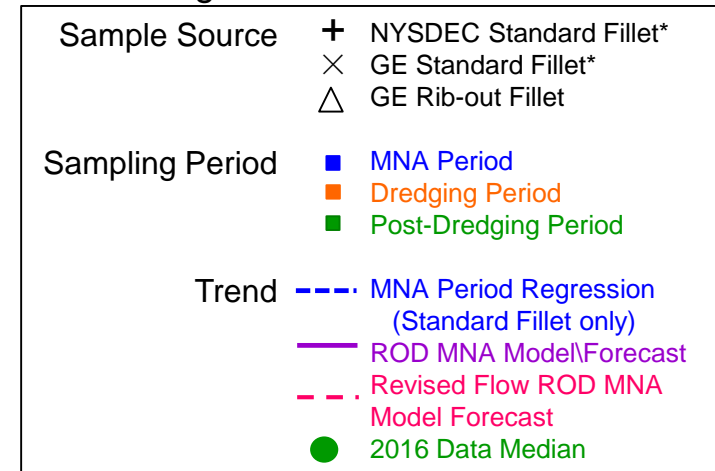 Sample Source + NYSDEC Standard Fillet*
× GE Standard Fillet*
△ GE Rib-out Fillet
Sampling Period MNA Period
Dredging Period
Post-Dredging Period
Trend MNA Period Regression
(Standard Fillet only)
ROD MNA Model\Forecast
Revised Flow ROD MNA
Model Forecast
2016 Data Median